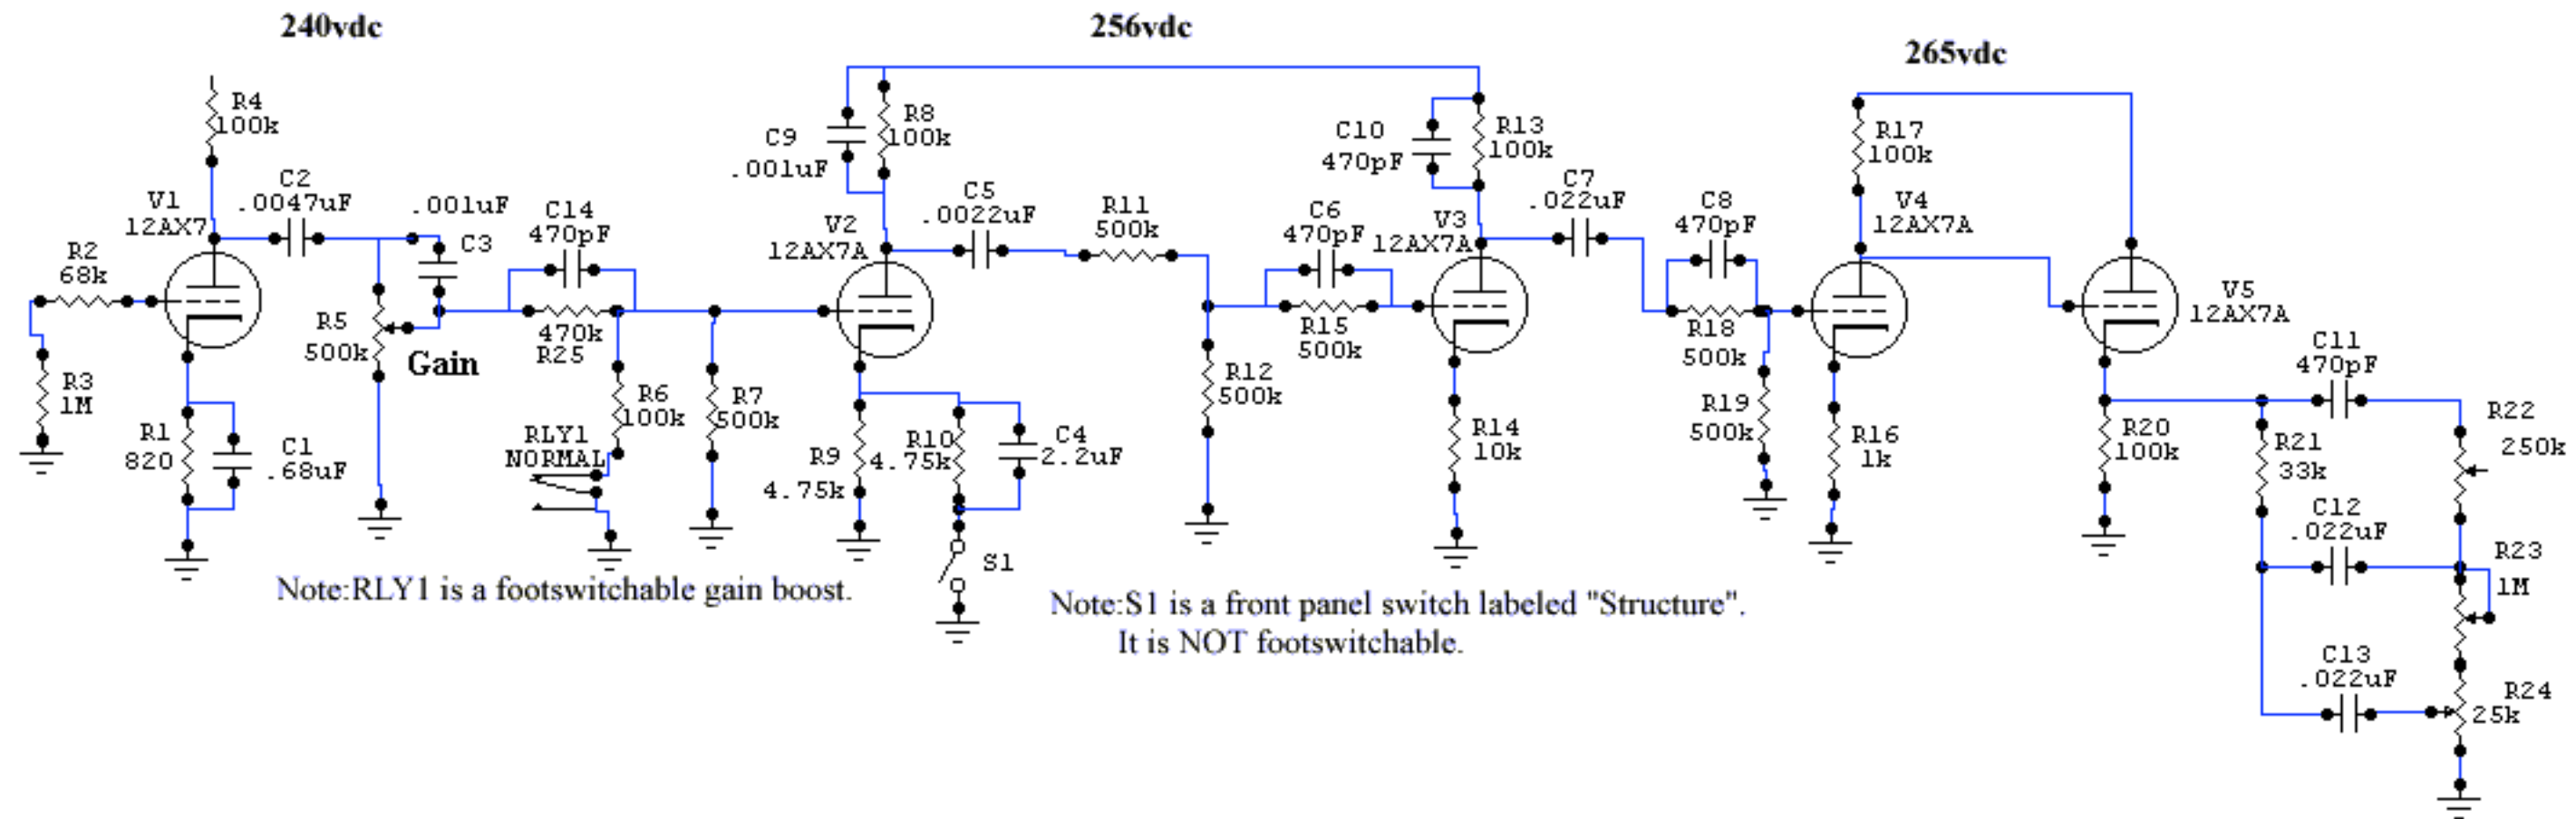 240vdc
256vdc
265vdc
R4
100k
V1
12AX7
C2
.0047uF
.001uF
C3
R2
68k
R3
1M
R1
820
C1
.68uF
R5
500k
Gain
C14
470pF
470k
R25
R6
100k
RLY1
NORMAL
R7
500k
C9
.001uF
R8
100k
V2
12AX7A
C5
.0022uF
R11
500k
R9
4.75k
R10
4.75k
C4
2.2uF
S1
R12
500k
C6
470pF
R15
500k
C10
470pF
R13
100k
V3
12AX7A
R14
10k
C7
.022uF
C8
470pF
R18
500k
R19
500k
R17
100k
V4
12AX7A
R16
1k
V5
12AX7A
R20
100k
C11
470pF
R21
33k
R22
250k
C12
.022uF
R23
1M
C13
.022uF
R24
25k
Note:RLY1 is a footswitchable gain boost.
Note:S1 is a front panel switch labeled "Structure".
It is NOT footswitchable.